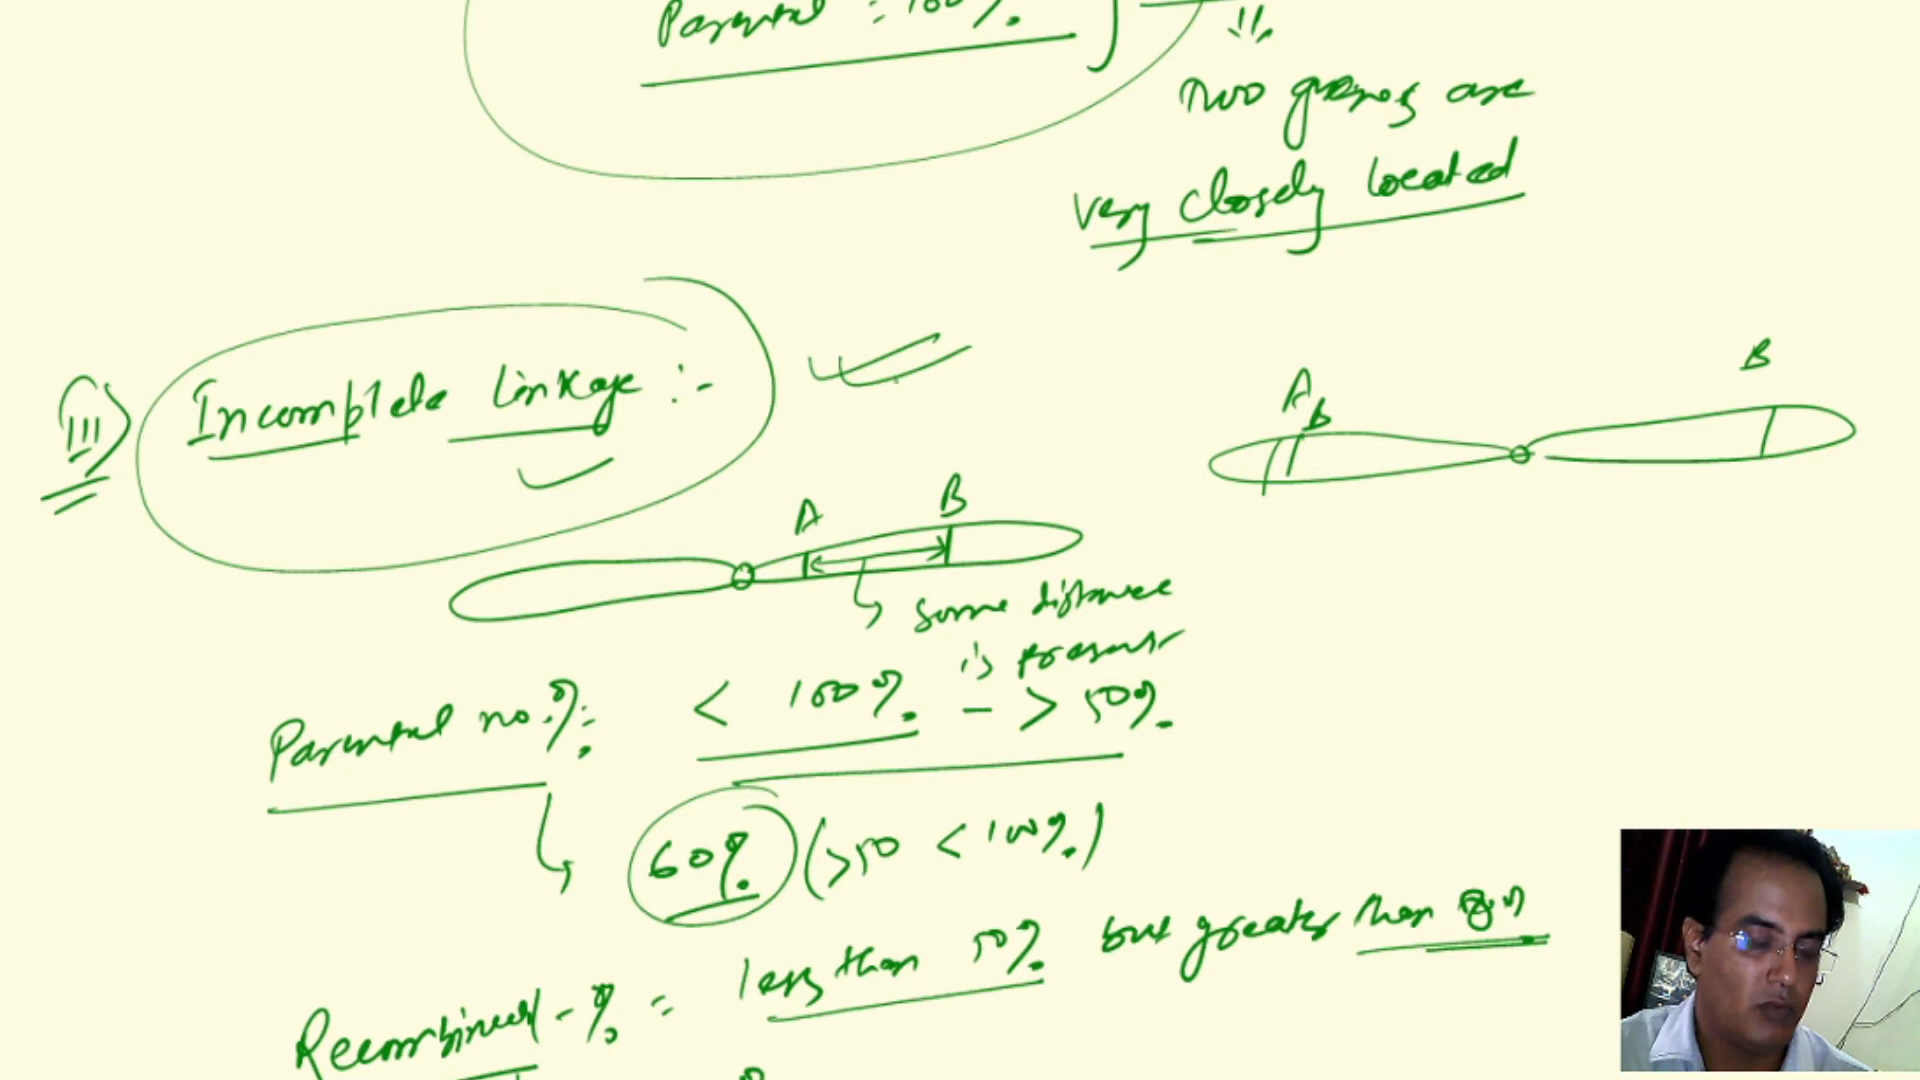 Parental = 100%
"
Two genes are
very closely located
III
Incomplete Linkage :-
A B
A B B
some distance
is present
Parental no.%: < 100% - > 50%
60% (>50 < 100%)
Recombined - % = less than 50% but greater than 0%